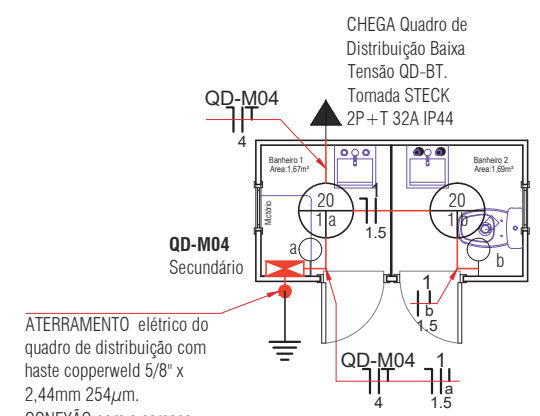 CHEGA Quadro de
Distribuição Baixa
Tensão QD-BT.
Tomada STECK
2P+T 32A IP44
QD-M04
4
Banheiro 1
Area:1,67m²
Banheiro 2
Area:1,69m²
Mictório
20
1 a
1
1.5
20
1 b
a
b
QD-M04
Secundário
1
b
1.5
ATERRAMENTO elétrico do
quadro de distribuição com
haste copperweld 5/8" x
2,44mm 254µm.
QD-M04
4
1
a
1.5